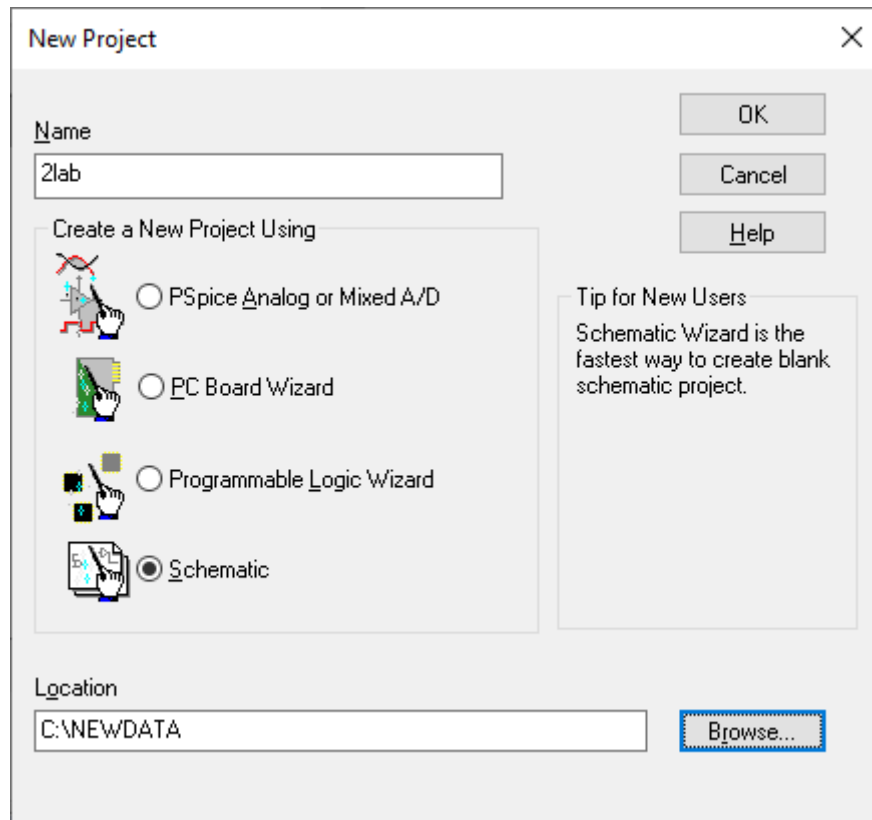 New Project
Name
2lab
OK
Cancel
Help
Create a New Project Using
PSpice Analog or Mixed A/D
PC Board Wizard
Programmable Logic Wizard
Schematic
Tip for New Users
Schematic Wizard is the
fastest way to create blank
schematic project.
Location
C:\NEWDATA
Browse...